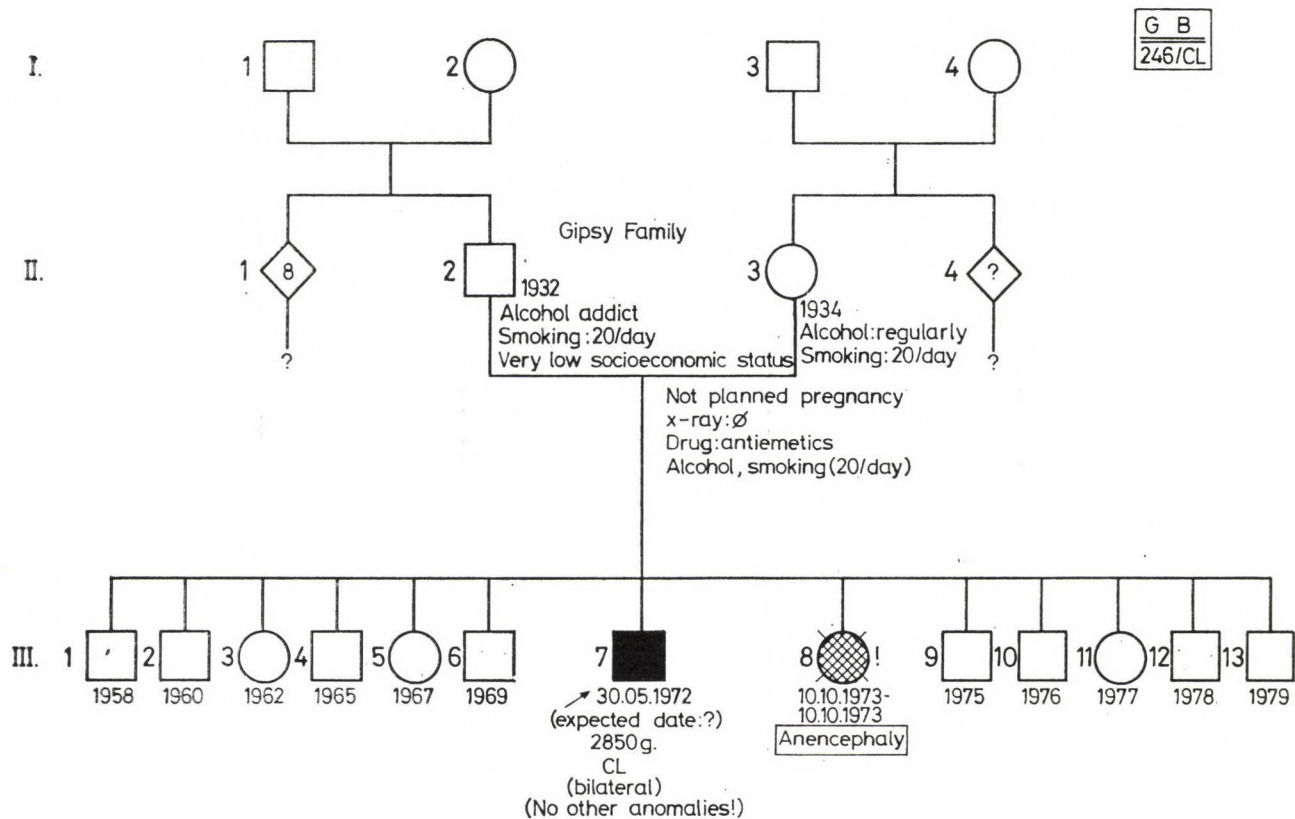 G B
246/CL
I.
1
2
3
4
Gipsy Family
II.
1
8
2
3
4
?
1932
Alcohol addict
Smoking:20/day
Very low socioeconomic status
1934
Alcohol:regularly
Smoking:20/day
?
?
Not planned pregnancy
x-ray:Ø
Drug:antiemetics
Alcohol, smoking(20/day)
III.
1
2
3
4
5
6
7
8
!
9
10
11
12
13
1958
1960
1962
1965
1967
1969
30.05.1972
(expected date:?)
2850g.
CL
(bilateral)
(No other anomalies!)
10.10.1973-
10.10.1973
Anencephaly
1975
1976
1977
1978
1979